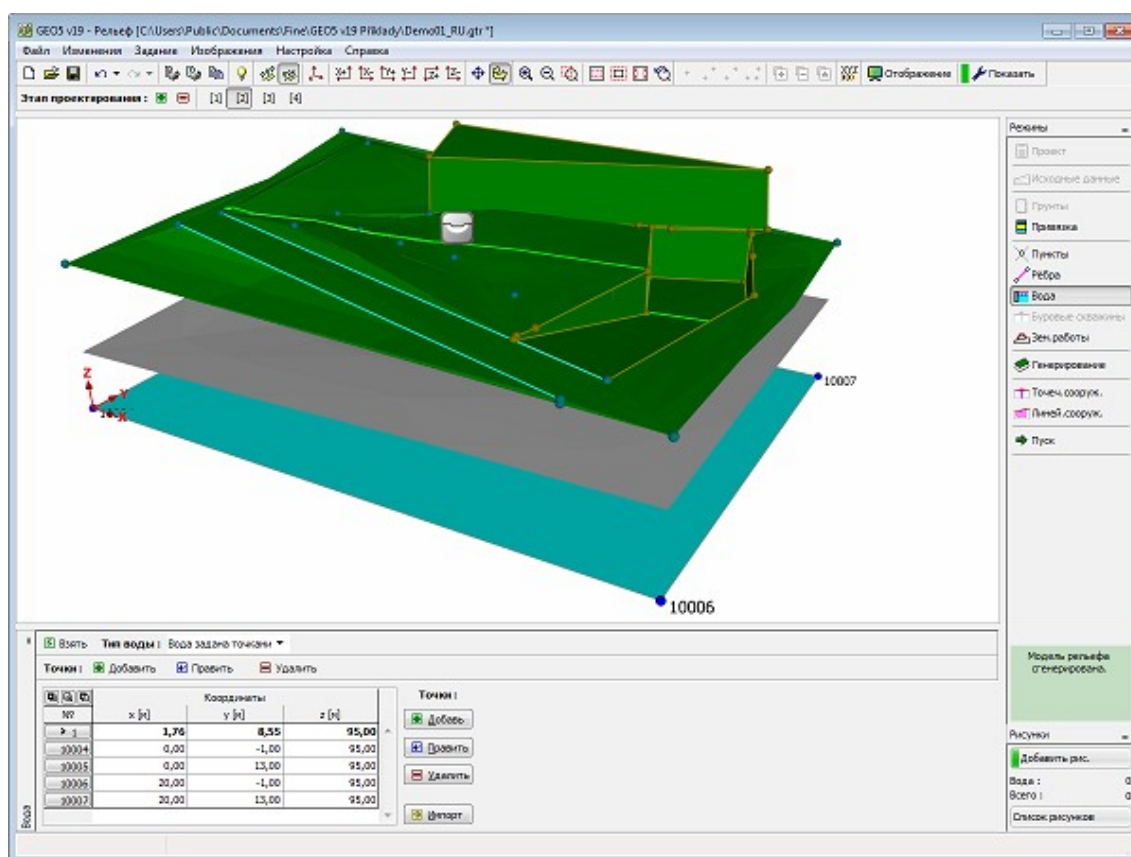 GEO5 v19 - Рельеф [C:\Users\Public\Documents\Fine\GEO5 v19 Příklady\Demo01_RU.gtr *]
Файл Изменения Задание Изображения Настройка Справка
Отображение Показать
Этап проектирования : [1] [2] [3] [4]
Режимы
Проект
Исходные данные
Грунты
Привязка
Пункты
Рёбра
Вода
Буровые скважины
Зем.работы
Генерирование
Точеч.сооруж.
Линей.сооруж.
Пуск
10007
Z
Y
X
10006
Взять Тип воды : Вода задана точками
Точки : Добавить Править Удалить
Координаты
№ x [м] y [м] z [м]
> 1 1,76 8,55 95,00
10004 0,00 -1,00 95,00
10005 0,00 13,00 95,00
10006 20,00 -1,00 95,00
10007 20,00 13,00 95,00
Точки :
Добавь
Править
Удалить
Импорт
Вода
Модель рельефа
сгенерирована.
Рисунки
Добавить рис.
Вода : 0
Всего : 0
Список рисунков